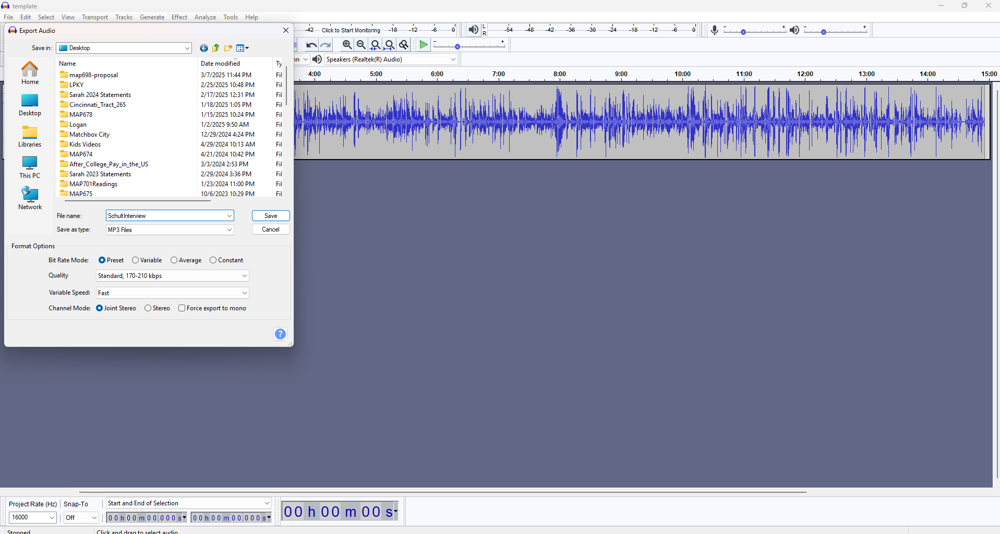 template
File Edit Select View Transport Tracks Generate Effect Analyze Tools Help
Export Audio
Save in: Desktop
Home
Desktop
Libraries
This PC
Network
Name Date modified Ty
map698-proposal 3/7/2025 11:44 PM Fil
LPKY 2/25/2025 10:48 PM Fil
Sarah 2024 Statements 2/17/2025 12:31 PM Fil
Cincinnati_Tract_265 1/18/2025 1:05 PM Fil
MAP678 1/15/2025 10:24 PM Fil
Logan 1/2/2025 9:50 AM Fil
Matchbox City 12/29/2024 4:24 PM Fil
Kids Videos 4/29/2024 10:13 AM Fil
MAP674 4/21/2024 10:42 PM Fil
After_College_Pay_in_the_US 3/3/2024 2:53 PM Fil
Sarah 2023 Statements 2/29/2024 3:36 PM Fil
MAP701Readings 1/23/2024 11:00 PM Fil
MAP675 10/6/2023 10:29 PM Fil
File name: SchultInterview Save
Save as type: MP3 Files Cancel
Format Options
Bit Rate Mode: Preset Variable Average Constant
Quality Standard, 170-210 kbps
Variable Speed: Fast
Channel Mode: Joint Stereo Stereo Force export to mono
?
-42 Click to Start Monitoring -18 -12 -6 0
L
R
-54 -48 -42 -36 -30 -24 -18 -12 -6 0
- +
- +
- +
nn Speakers (Realtek(R) Audio)
4:00 5:00 6:00 7:00 8:00 9:00 10:00 11:00 12:00 13:00 14:00 15:00
Project Rate (Hz) Snap-To Start and End of Selection
16000 Off 00h00m00.000s 00h00m00.000s
00h00m00s
Stopped. Click and drag to select audio